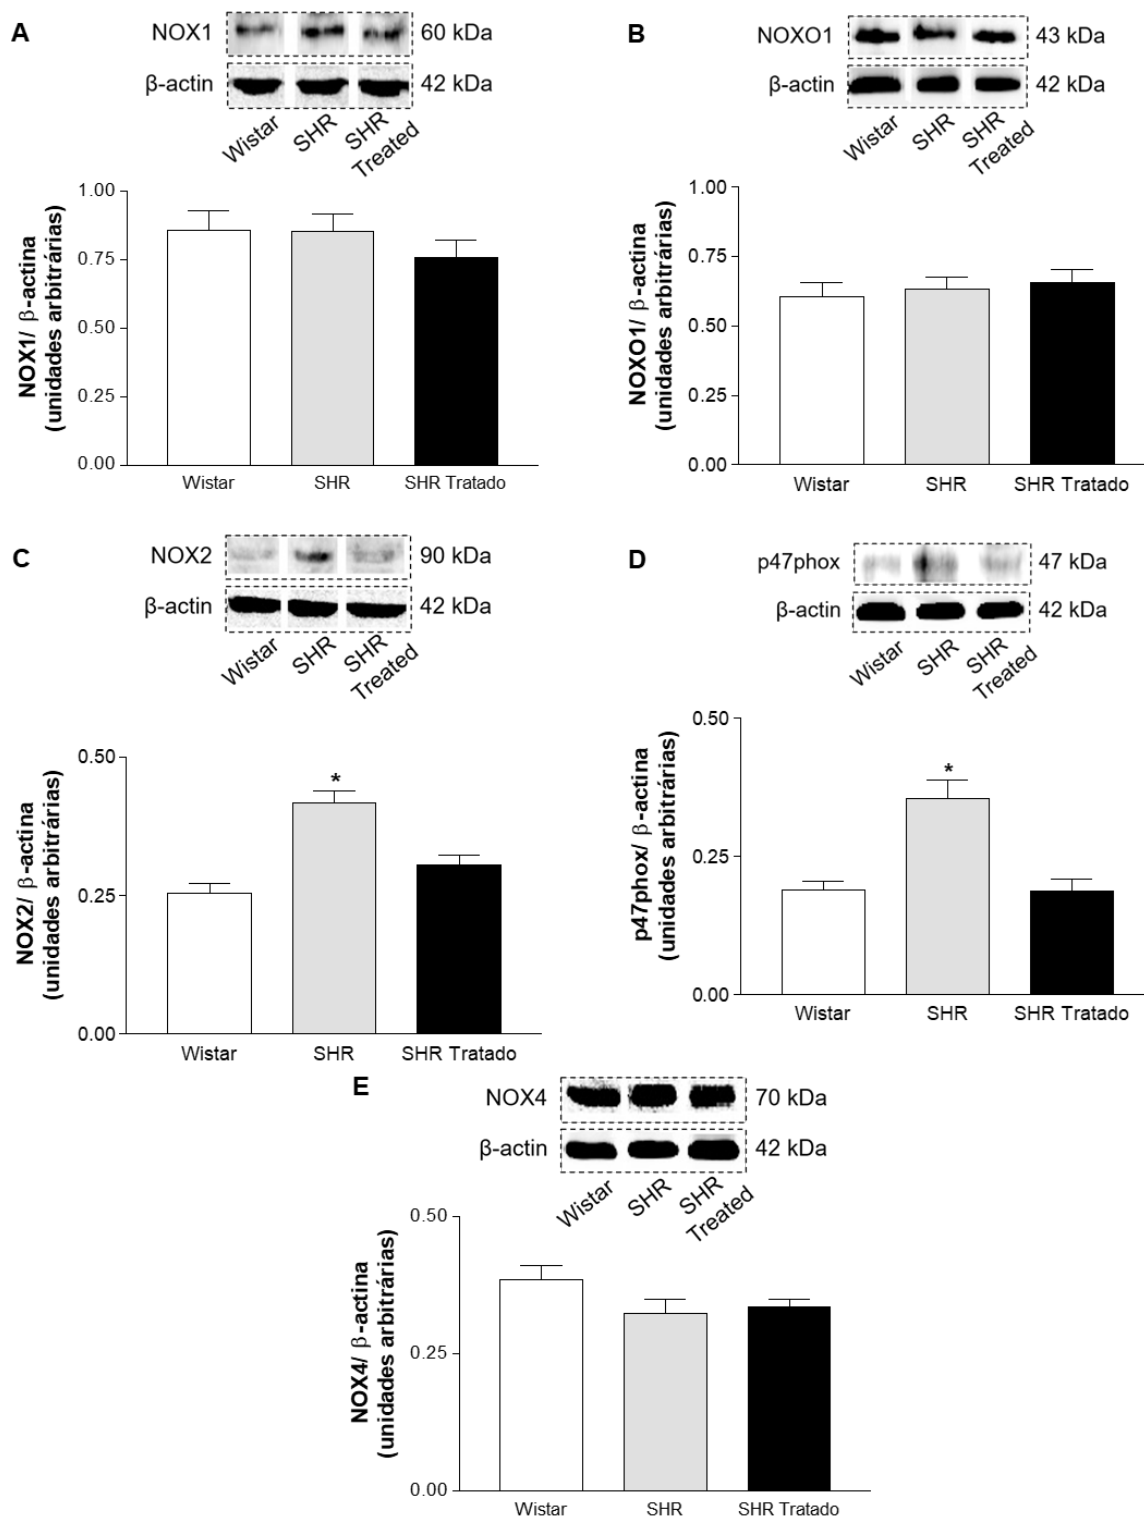 A
NOX1 60 kDa
β-actin 42 kDa
Wistar SHR SHR Treated
NOX1/ β-actina
(unidades arbitrárias)
1.00
0.75
0.50
0.25
0.00
Wistar SHR SHR Tratado
B
NOXO1 43 kDa
β-actin 42 kDa
Wistar SHR SHR Treated
NOXO1/ β-actina
(unidades arbitrárias)
1.00
0.75
0.50
0.25
0.00
Wistar SHR SHR Tratado
C
NOX2 90 kDa
β-actin 42 kDa
Wistar SHR SHR Treated
NOX2/ β-actina
(unidades arbitrárias)
0.50
0.25
0.00
*
Wistar SHR SHR Tratado
D
p47phox 47 kDa
β-actin 42 kDa
Wistar SHR SHR Treated
p47phox/ β-actina
(unidades arbitrárias)
0.50
0.25
0.00
*
Wistar SHR SHR Tratado
E
NOX4 70 kDa
β-actin 42 kDa
Wistar SHR SHR Treated
NOX4/ β-actina
(unidades arbitrárias)
0.50
0.25
0.00
Wistar SHR SHR Tratado